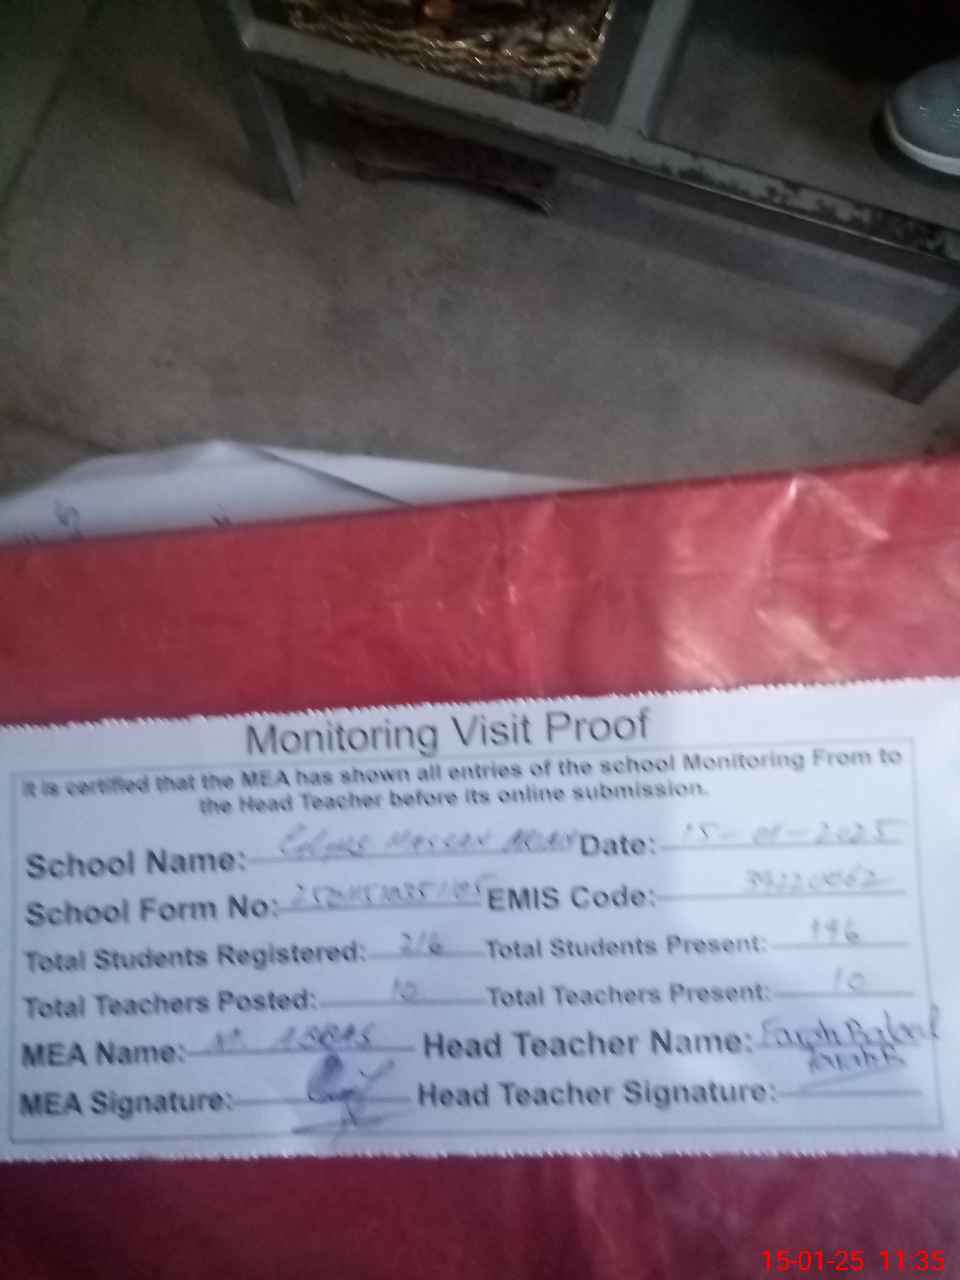 Monitoring Visit Proof
It is certified that the MEA has shown all entries of the school Monitoring From to
the Head Teacher before its online submission.
School Name: Date: 15-01-2025
School Form No: EMIS Code:
Total Students Registered: 216 Total Students Present: 196
Total Teachers Posted: 10 Total Teachers Present: 10
MEA Name: Head Teacher Name: Farah
MEA Signature: Head Teacher Signature:
15-01-25 11:35